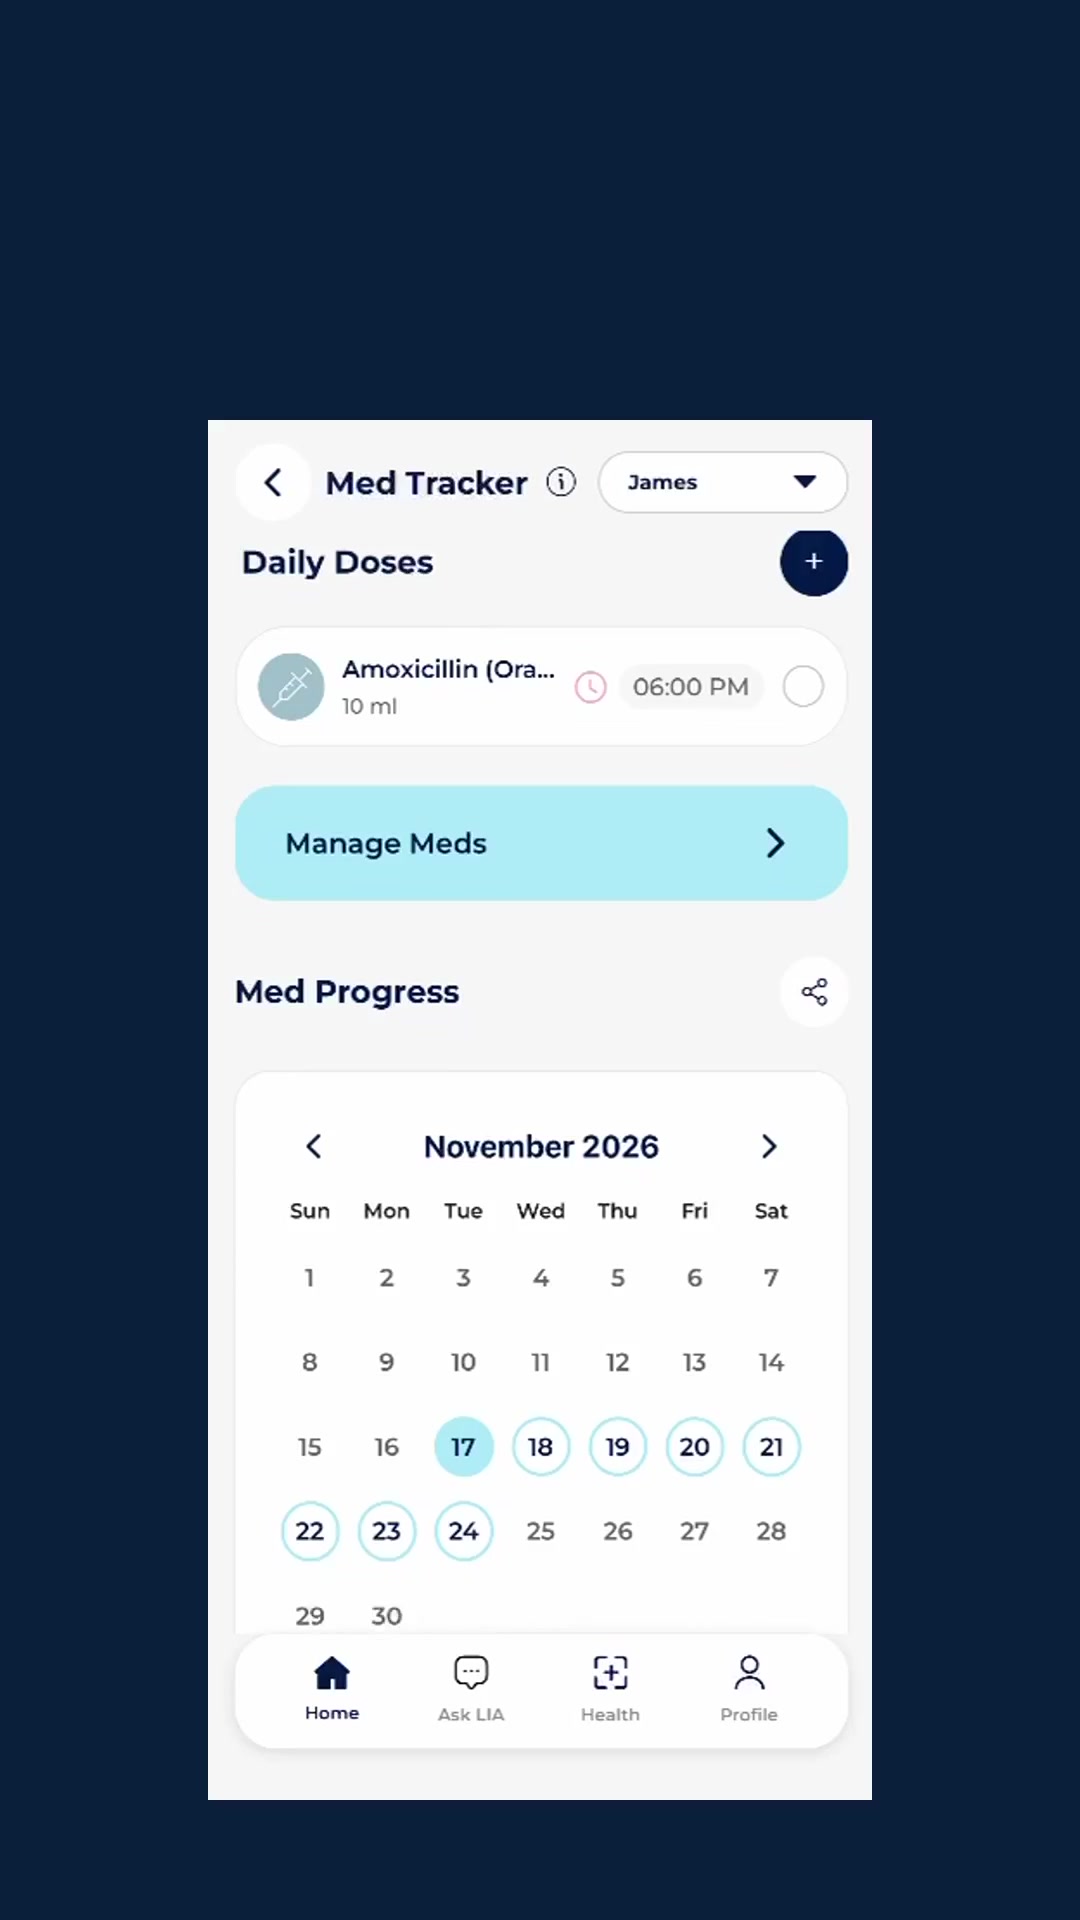 Med Tracker
James
Daily Doses
+
Amoxicillin (Ora...
10 ml
06:00 PM
Manage Meds
Med Progress
November 2026
Sun Mon Tue Wed Thu Fri Sat
1 2 3 4 5 6 7
8 9 10 11 12 13 14
15 16 17 18 19 20 21
22 23 24 25 26 27 28
29 30
Home Ask LIA Health Profile